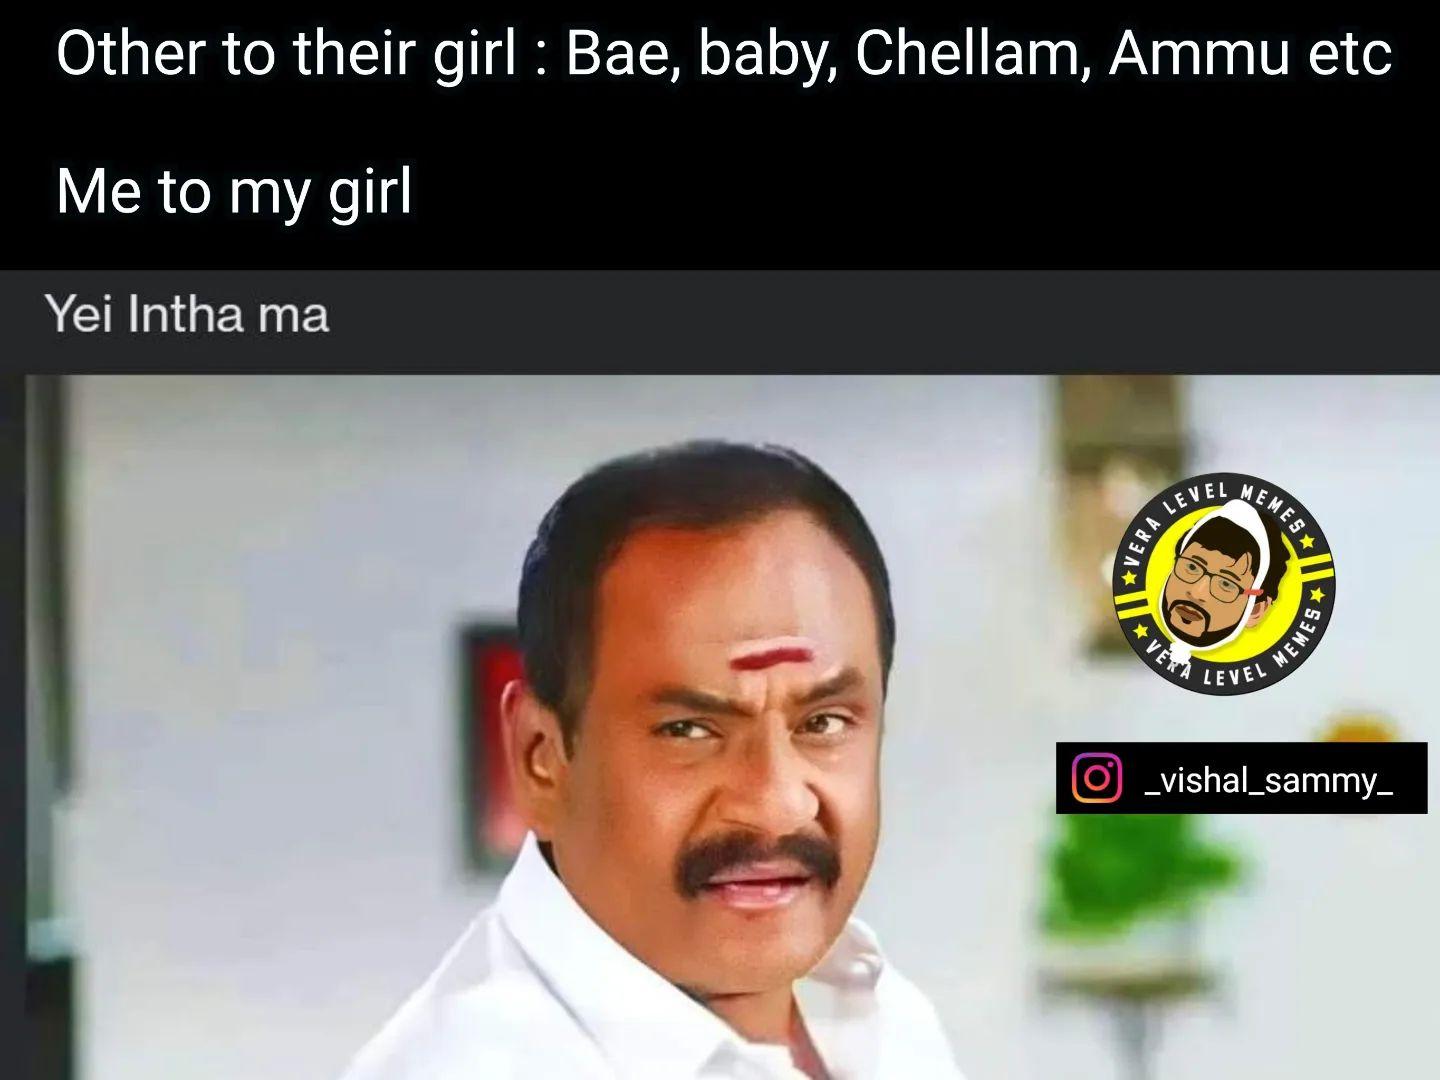 Other to their girl : Bae, baby, Chellam, Ammu etc
Me to my girl
Yei Intha ma
VERA LEVEL MEMES
VERA LEVEL MEMES
_vishal_sammy_